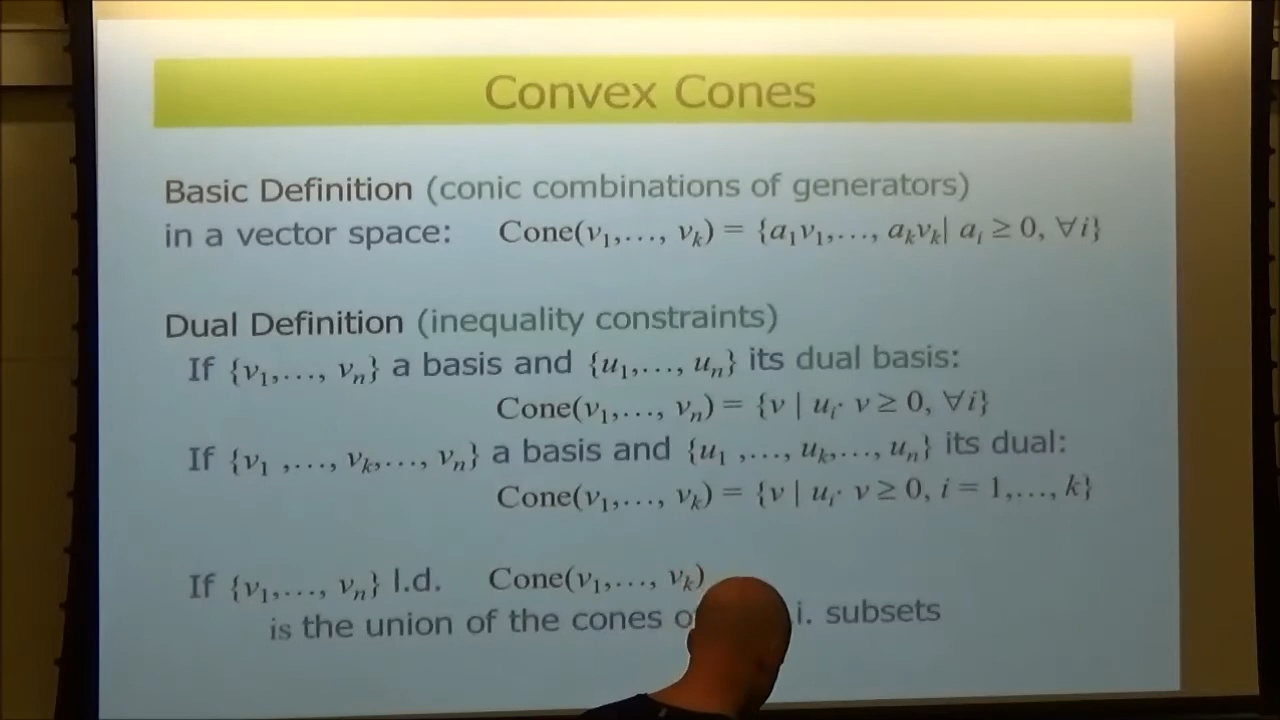 Convex Cones
Basic Definition (conic combinations of generators)
in a vector space: Cone(v₁,..., vₖ) = {a₁v₁,..., aₖvₖ| aᵢ ≥ 0, ∀i}
Dual Definition (inequality constraints)
If {v₁,..., vₙ} a basis and {u₁,..., uₙ} its dual basis:
Cone(v₁,..., vₙ) = {v | uᵢ· v ≥ 0, ∀i}
If {v₁ ,..., vₖ,..., vₙ} a basis and {u₁ ,..., uₖ,..., uₙ} its dual:
Cone(v₁,..., vₖ) = {v | uᵢ· v ≥ 0, i = 1,..., k}
If {v₁,..., vₙ} l.d. Cone(v₁,..., vₖ)
is the union of the cones i. subsets